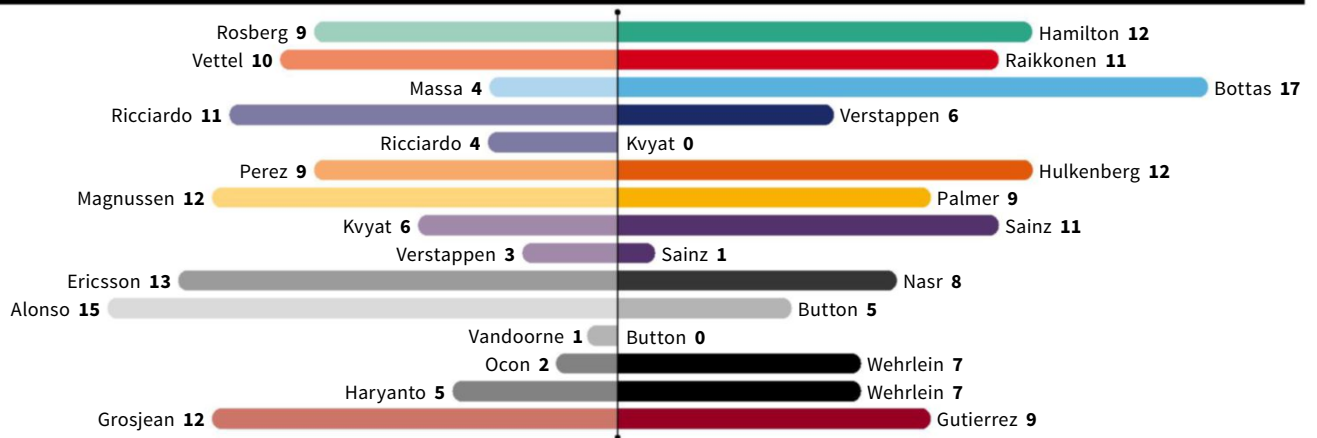 Rosberg 9 Hamilton 12
Vettel 10 Raikkonen 11
Massa 4 Bottas 17
Ricciardo 11 Verstappen 6
Ricciardo 4 Kvyat 0
Perez 9 Hulkenberg 12
Magnussen 12 Palmer 9
Kvyat 6 Sainz 11
Verstappen 3 Sainz 1
Ericsson 13 Nasr 8
Alonso 15 Button 5
Vandoorne 1 Button 0
Ocon 2 Wehrlein 7
Haryanto 5 Wehrlein 7
Grosjean 12 Gutierrez 9